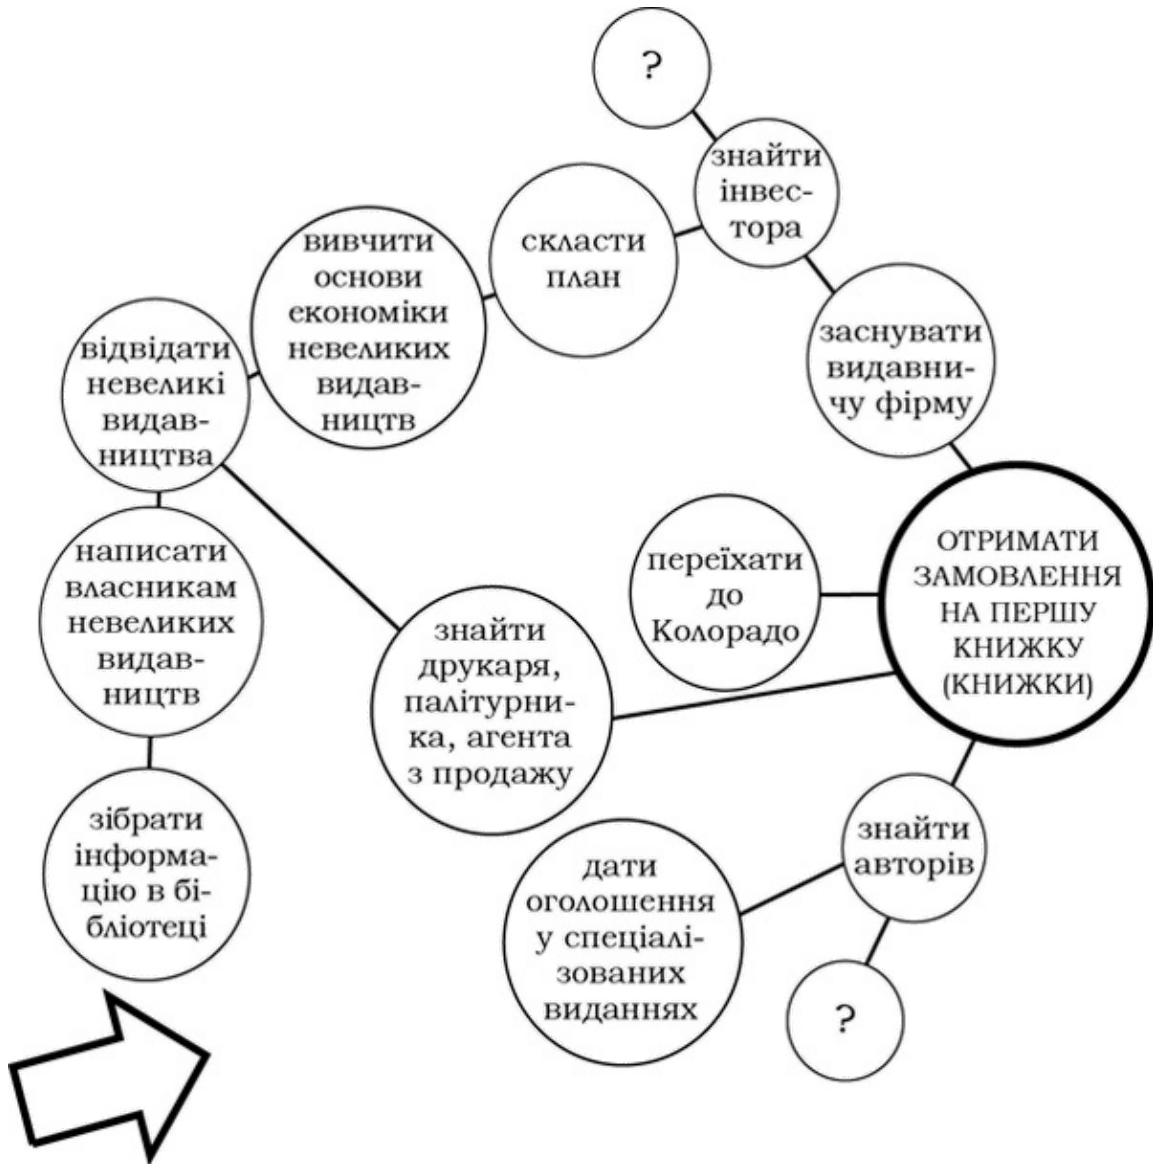 ?
знайти
інвес-
тора
скласти
план
вивчити
основи
економіки
невеликих
видав-
ництв
заснувати
видавни-
чу фірму
відвідати
невеликі
видав-
ництва
ОТРИМАТИ
ЗАМОВЛЕННЯ
НА ПЕРШУ
КНИЖКУ
(КНИЖКИ)
переїхати
до
Колорадо
написати
власникам
невеликих
видав-
ництв
знайти
друкаря,
палітурни-
ка, агента
з продажу
зібрати
інформа-
цію в бі-
бліотеці
знайти
авторів
дати
оголошення
у спеціалі-
зованих
виданнях
?